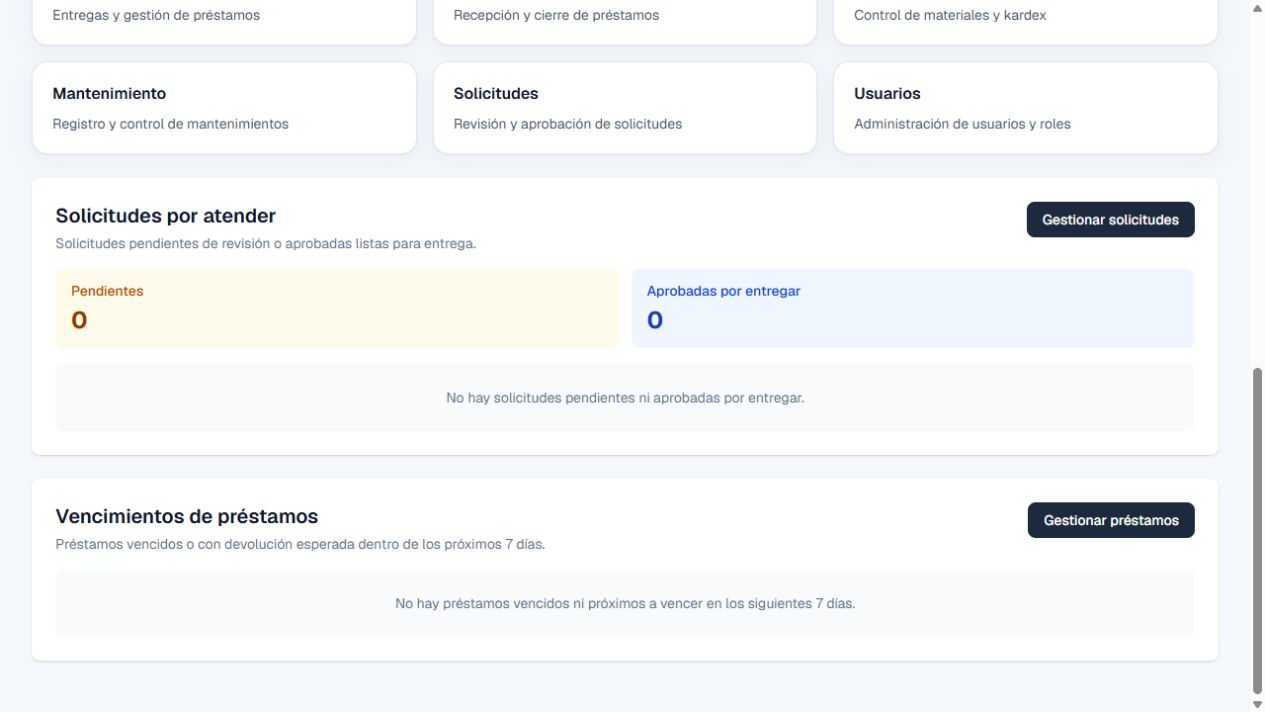 Entregas y gestión de préstamos
Recepción y cierre de préstamos
Control de materiales y kardex
Mantenimiento
Registro y control de mantenimientos
Solicitudes
Revisión y aprobación de solicitudes
Usuarios
Administración de usuarios y roles
Solicitudes por atender
Solicitudes pendientes de revisión o aprobadas listas para entrega.
Gestionar solicitudes
Pendientes
0
Aprobadas por entregar
0
No hay solicitudes pendientes ni aprobadas por entregar.
Vencimientos de préstamos
Préstamos vencidos o con devolución esperada dentro de los próximos 7 días.
Gestionar préstamos
No hay préstamos vencidos ni próximos a vencer en los siguientes 7 días.